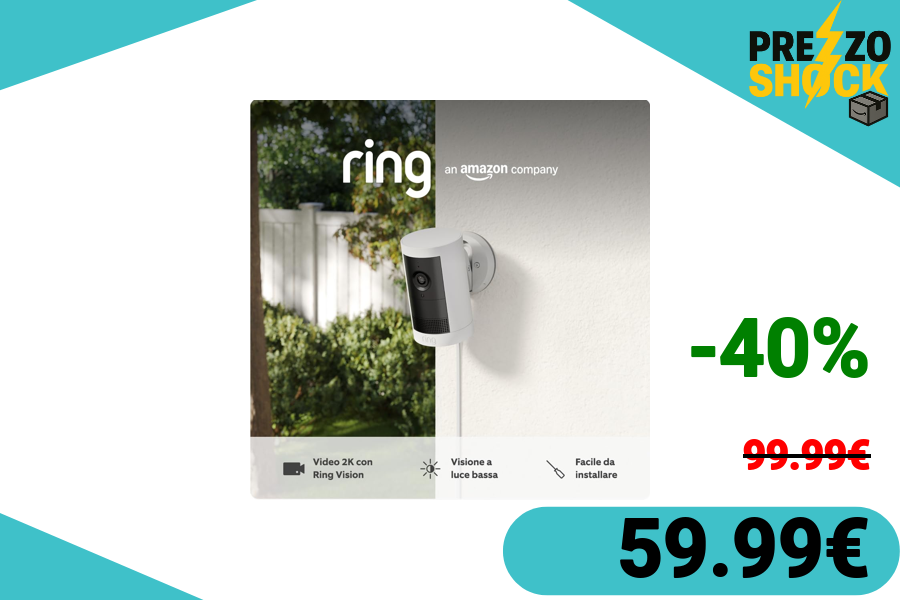 PREZZO
SHOCK
ring an amazon company
ring
-40%
99.99€
Video 2K con
Ring Vision
Visione a
luce bassa
Facile da
installare
59.99€